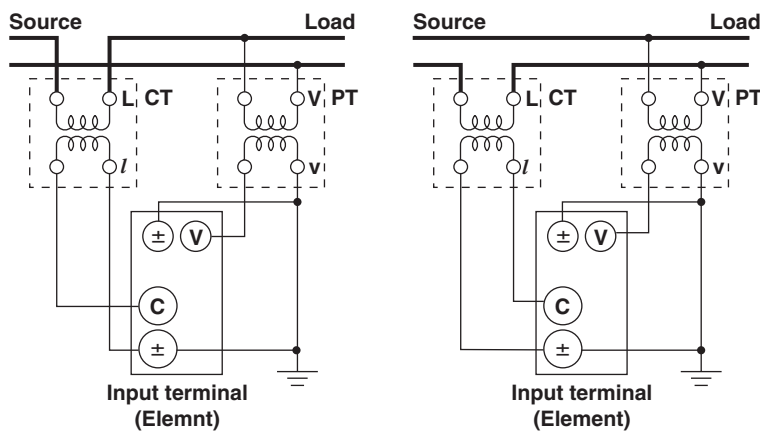 Source Load
L CT V PT
l v
± V
C
±
Input terminal
(Elemnt)
Source Load
L CT V PT
l v
± V
C
±
Input terminal
(Element)